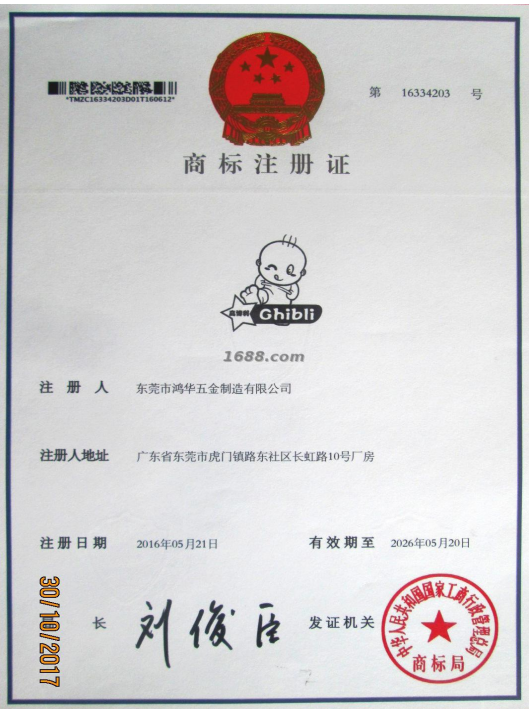 *TMZC16334203D01T160612*
第 16334203 号
商标注册证
Ghibli
1688.com
注册人 东莞市鸿华五金制造有限公司
注册人地址 广东省东莞市虎门镇路东社区长虹路10号厂房
注册日期 2016年05月21日 有效期至 2026年05月20日
长 刘俊臣 发证机关
中华人民共和国国家工商行政管理总局
商标局
30/10/2017